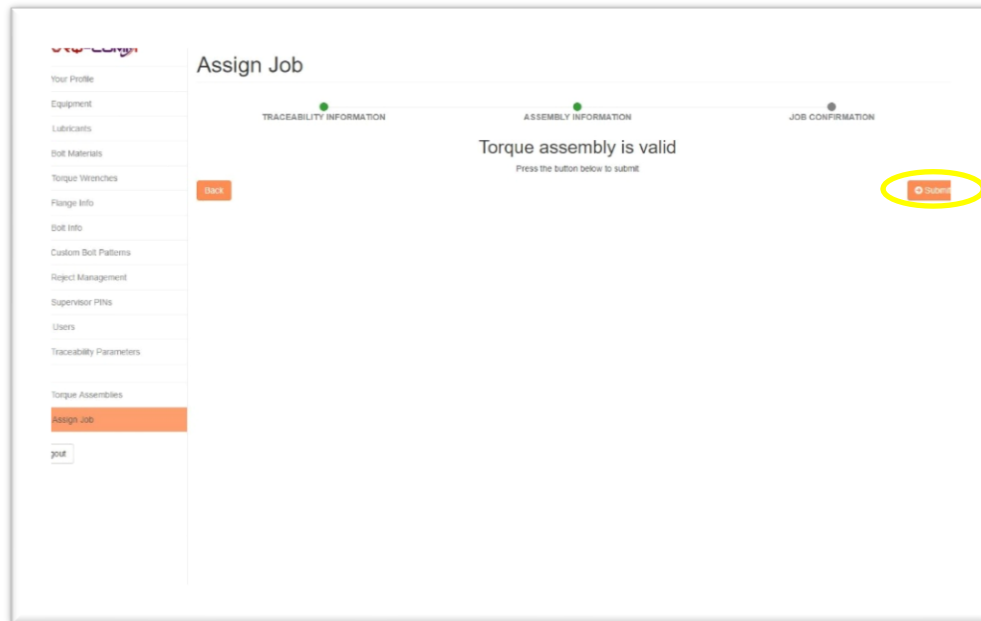 Assign Job
Your Profile
Equipment
Lubricants
Bolt Materials
Torque Wrenches
Flange Info
Bolt Info
Custom Bolt Patterns
Reject Management
Supervisor PINs
Users
Traceability Parameters
Torque Assemblies
Assign Job
gout
TRACEABILITY INFORMATION
ASSEMBLY INFORMATION
JOB CONFIRMATION
Torque assembly is valid
Press the button below to submit
Back
Submit